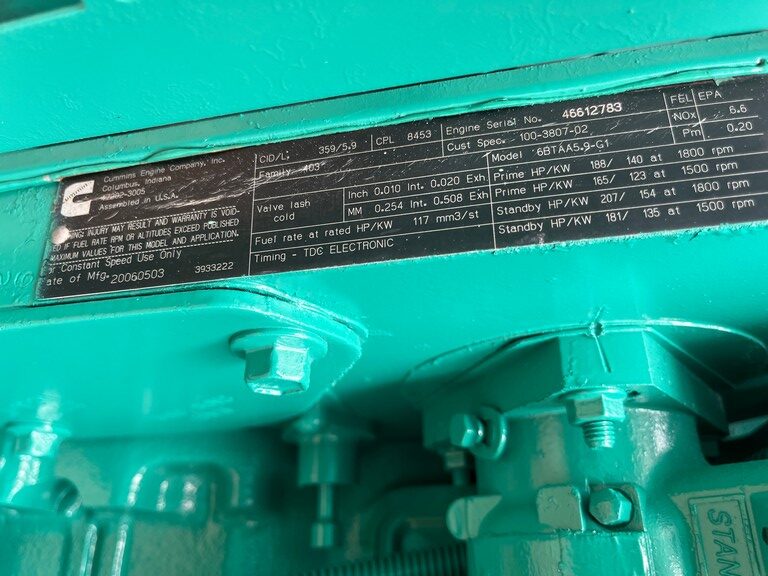 Cummins Engine Company, Inc.
Columbus, Indiana
47202-3005
Assembled in U.S.A.
INJURY MAY RESULT AND WARRANTY IS VOID-
ED IF FUEL RATE RPM OR ALTITUDES EXCEED PUBLISHED
MAXIMUM VALUES FOR THIS MODEL AND APPLICATION.
Constant Speed Use Only
ate of Mfg. 20060503 3933222
CID/L: 359/5.9 CPL 8453
Family
Valve lash cold
Inch 0.010 Int. 0.020 Exh
MM 0.254 Int. 0.508 Exh
Fuel rate at rated HP/KW 117 mm3/st
Timing - TDC ELECTRONIC
Engine Serial No. 46612783
Cust Spec. 100-3807-02
Model 6BTAA5.9-G1
Prime HP/KW 188/ 140 at 1800 rpm
Prime HP/KW 165/ 123 at 1500 rpm
Standby HP/KW 207/ 154 at 1800 rpm
Standby HP/KW 181/ 135 at 1500 rpm
FEL EPA
NOx 6.6
Pm 0.20
STAN